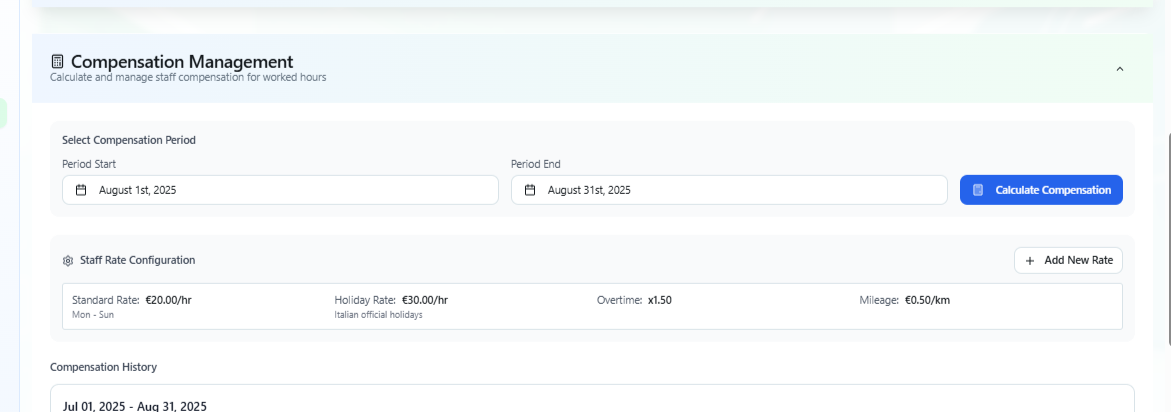 Compensation Management
Calculate and manage staff compensation for worked hours
Select Compensation Period
Period Start
Period End
August 1st, 2025
August 31st, 2025
Calculate Compensation
Staff Rate Configuration
+ Add New Rate
Standard Rate: €20.00/hr
Mon - Sun
Holiday Rate: €30.00/hr
Italian official holidays
Overtime: x1.50
Mileage: €0.50/km
Compensation History
Jul 01, 2025 - Aug 31, 2025